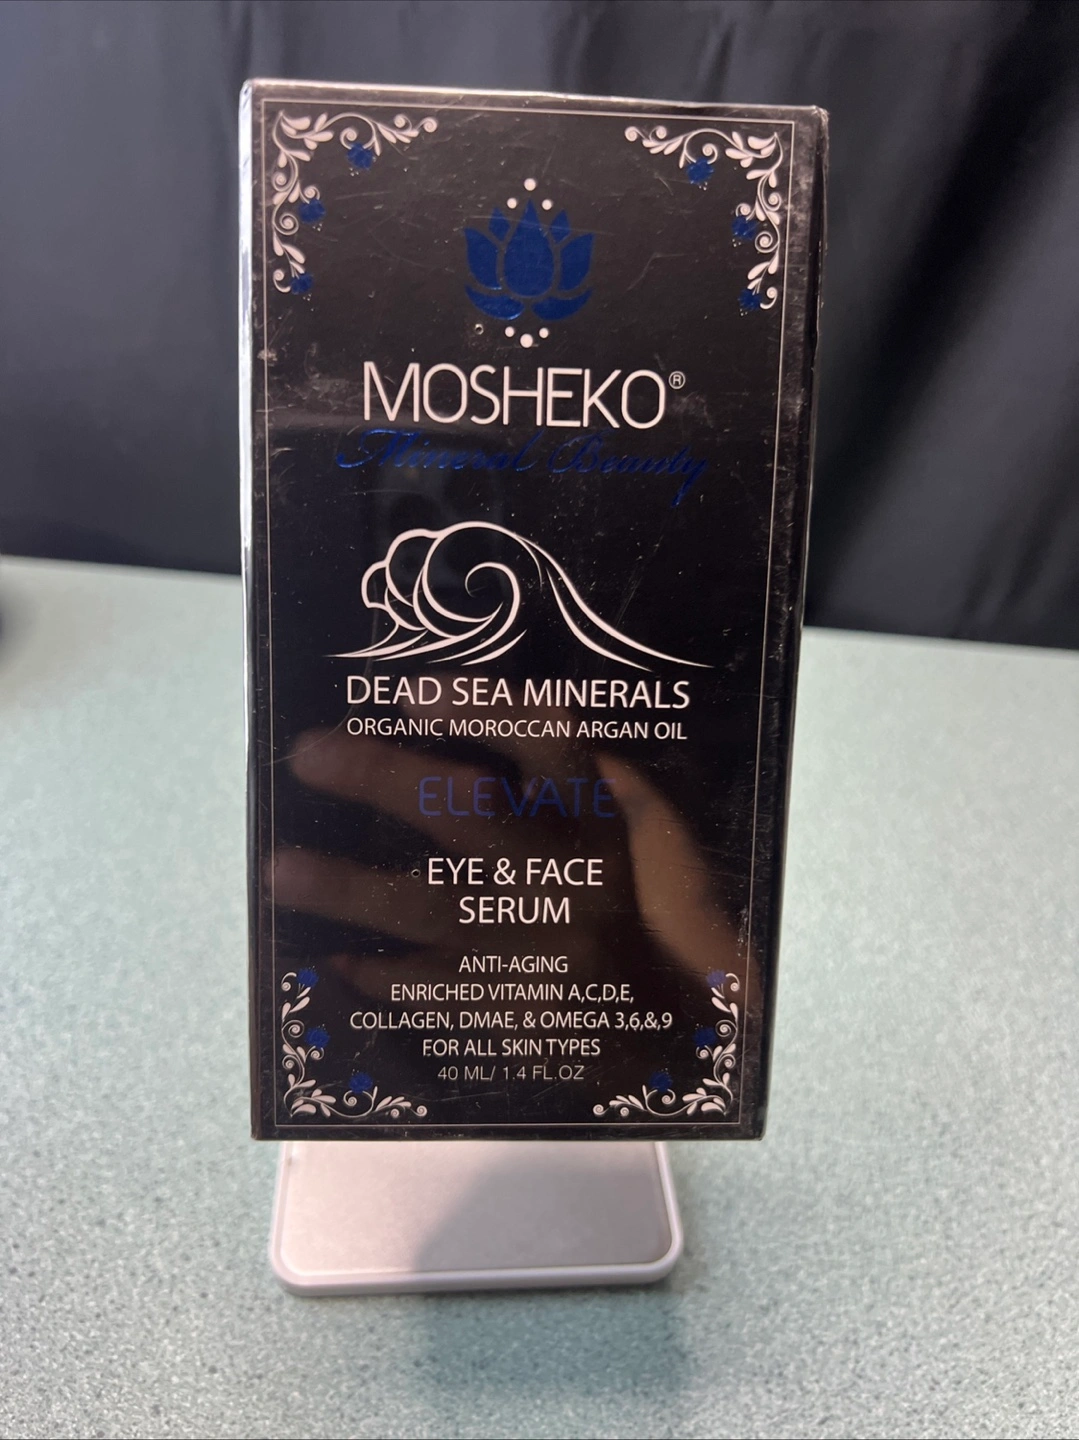 MOSHEKO®
Mineral Beauty
DEAD SEA MINERALS
ORGANIC MOROCCAN ARGAN OIL
ELEVATE
EYE & FACE
SERUM
ANTI-AGING
ENRICHED VITAMIN A,C,D,E,
COLLAGEN, DMAE, & OMEGA 3,6,&,9
FOR ALL SKIN TYPES
40 ML/ 1.4 FL.OZ